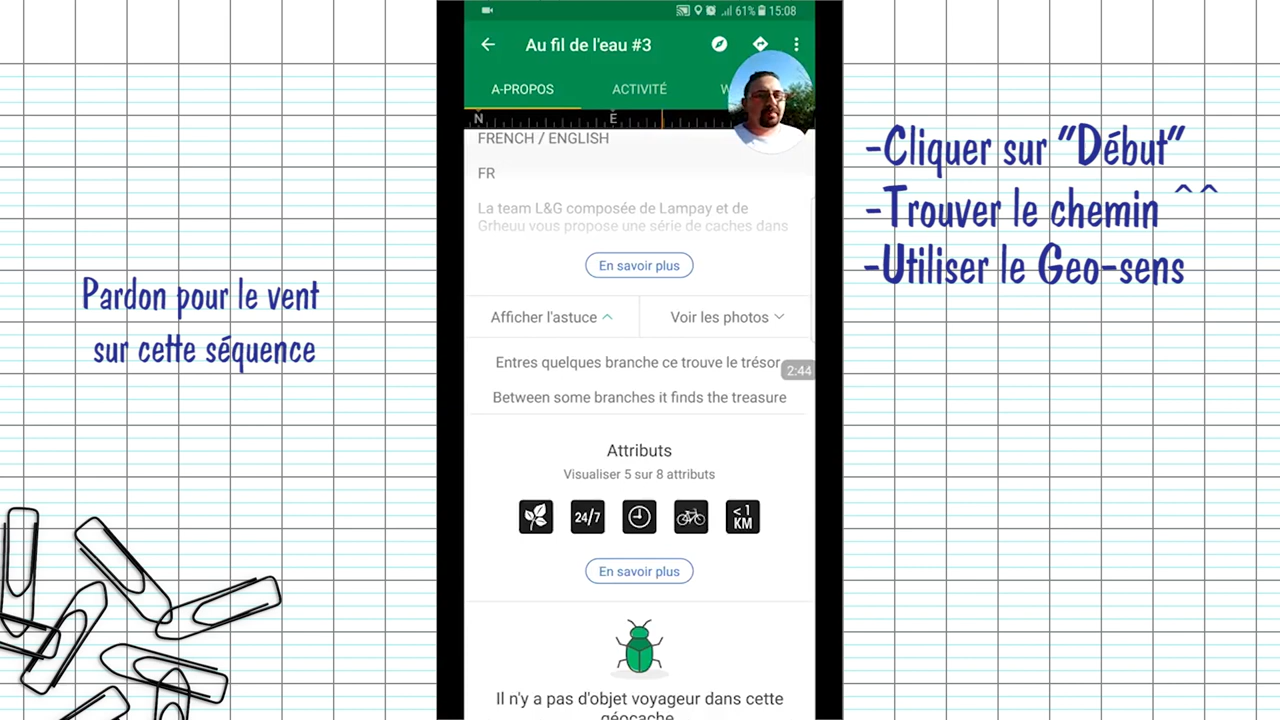 61% 15:08
Au fil de l'eau #3
A-PROPOS
ACTIVITÉ
W
N
E
FRENCH / ENGLISH
FR
La team L&G composée de Lampay et de
Grheuu vous propose une série de caches dans
En savoir plus
Afficher l'astuce
Voir les photos
Entres quelques branche ce trouve le trésor
2:44
Between some branches it finds the treasure
Attributs
Visualiser 5 sur 8 attributs
24/7
< 1
KM
En savoir plus
Il n'y a pas d'objet voyageur dans cette
géocache
Pardon pour le vent
sur cette séquence
-Cliquer sur "Début"
-Trouver le chemin ^^
-Utiliser le Geo-sens